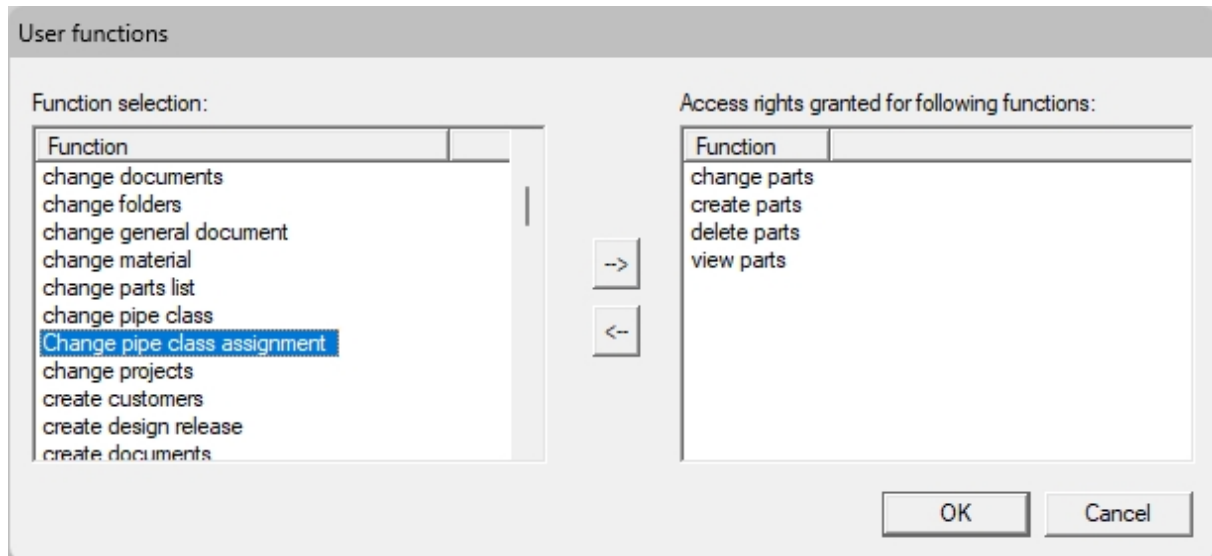 User functions
Function selection:
Function
change documents
change folders
change general document
change material
change parts list
change pipe class
Change pipe class assignment
change projects
create customers
create design release
create documents
-->
<--
Access rights granted for following functions:
Function
change parts
create parts
delete parts
view parts
OK
Cancel